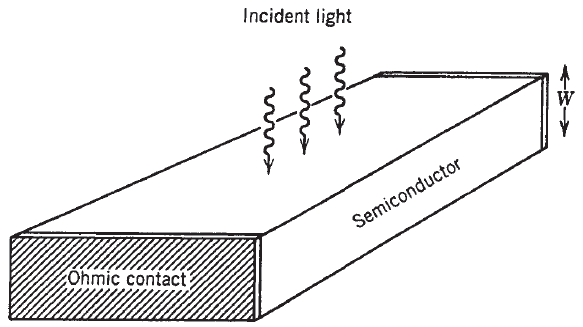 Incident light
W
Semiconductor
Ohmic contact